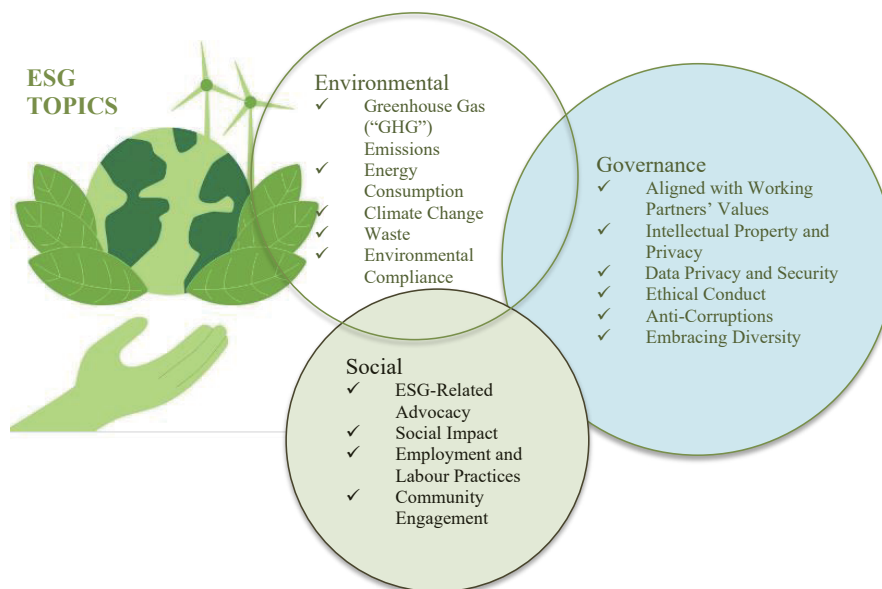 ESG
TOPICS
Environmental
✓ Greenhouse Gas
(“GHG”)
Emissions
✓ Energy
Consumption
✓ Climate Change
✓ Waste
✓ Environmental
Compliance
Governance
✓ Aligned with Working
Partners’ Values
✓ Intellectual Property and
Privacy
✓ Data Privacy and Security
✓ Ethical Conduct
✓ Anti-Corruptions
✓ Embracing Diversity
Social
✓ ESG-Related
Advocacy
✓ Social Impact
✓ Employment and
Labour Practices
✓ Community
Engagement